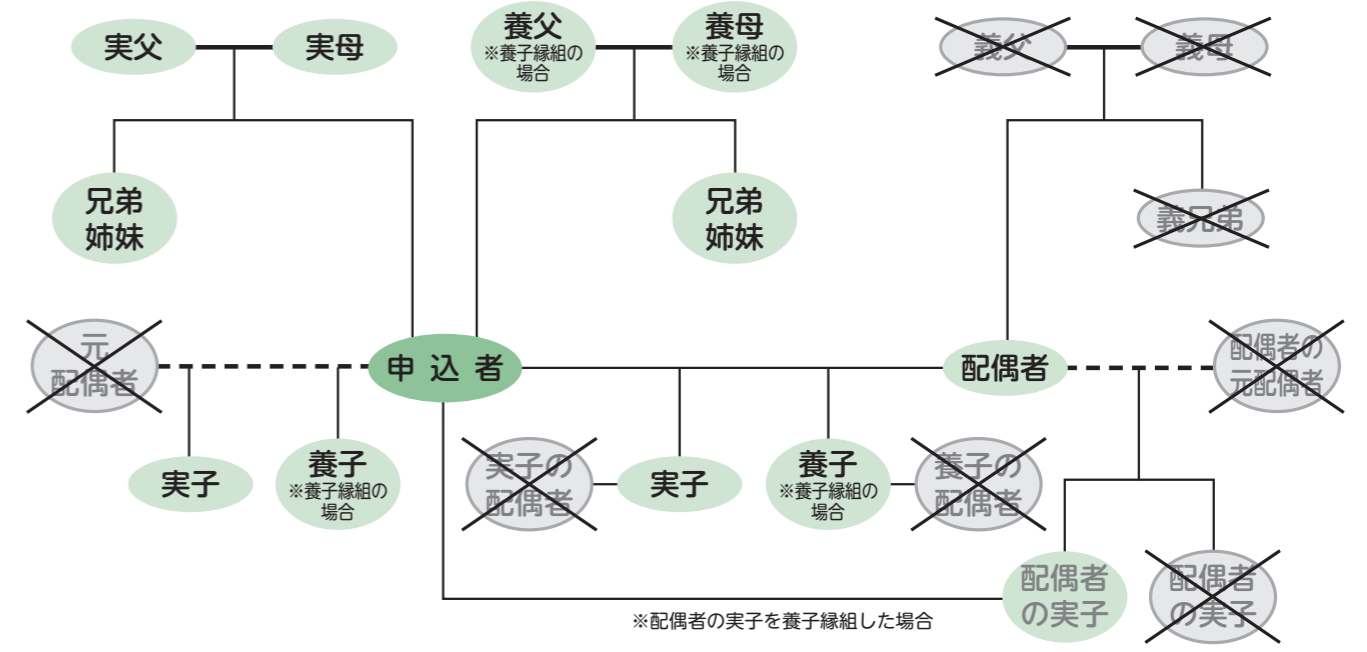 実父
実母
養父
※養子縁組の
場合
養母
※養子縁組の
場合
義父
義母
兄弟
姉妹
兄弟
姉妹
義兄弟
元
配偶者
申込者
配偶者
配偶者の
元配偶者
実子
養子
※養子縁組の
場合
実子の
配偶者
実子
養子
※養子縁組の
場合
養子の
配偶者
配偶者
の実子
配偶者
の実子
※配偶者の実子を養子縁組した場合